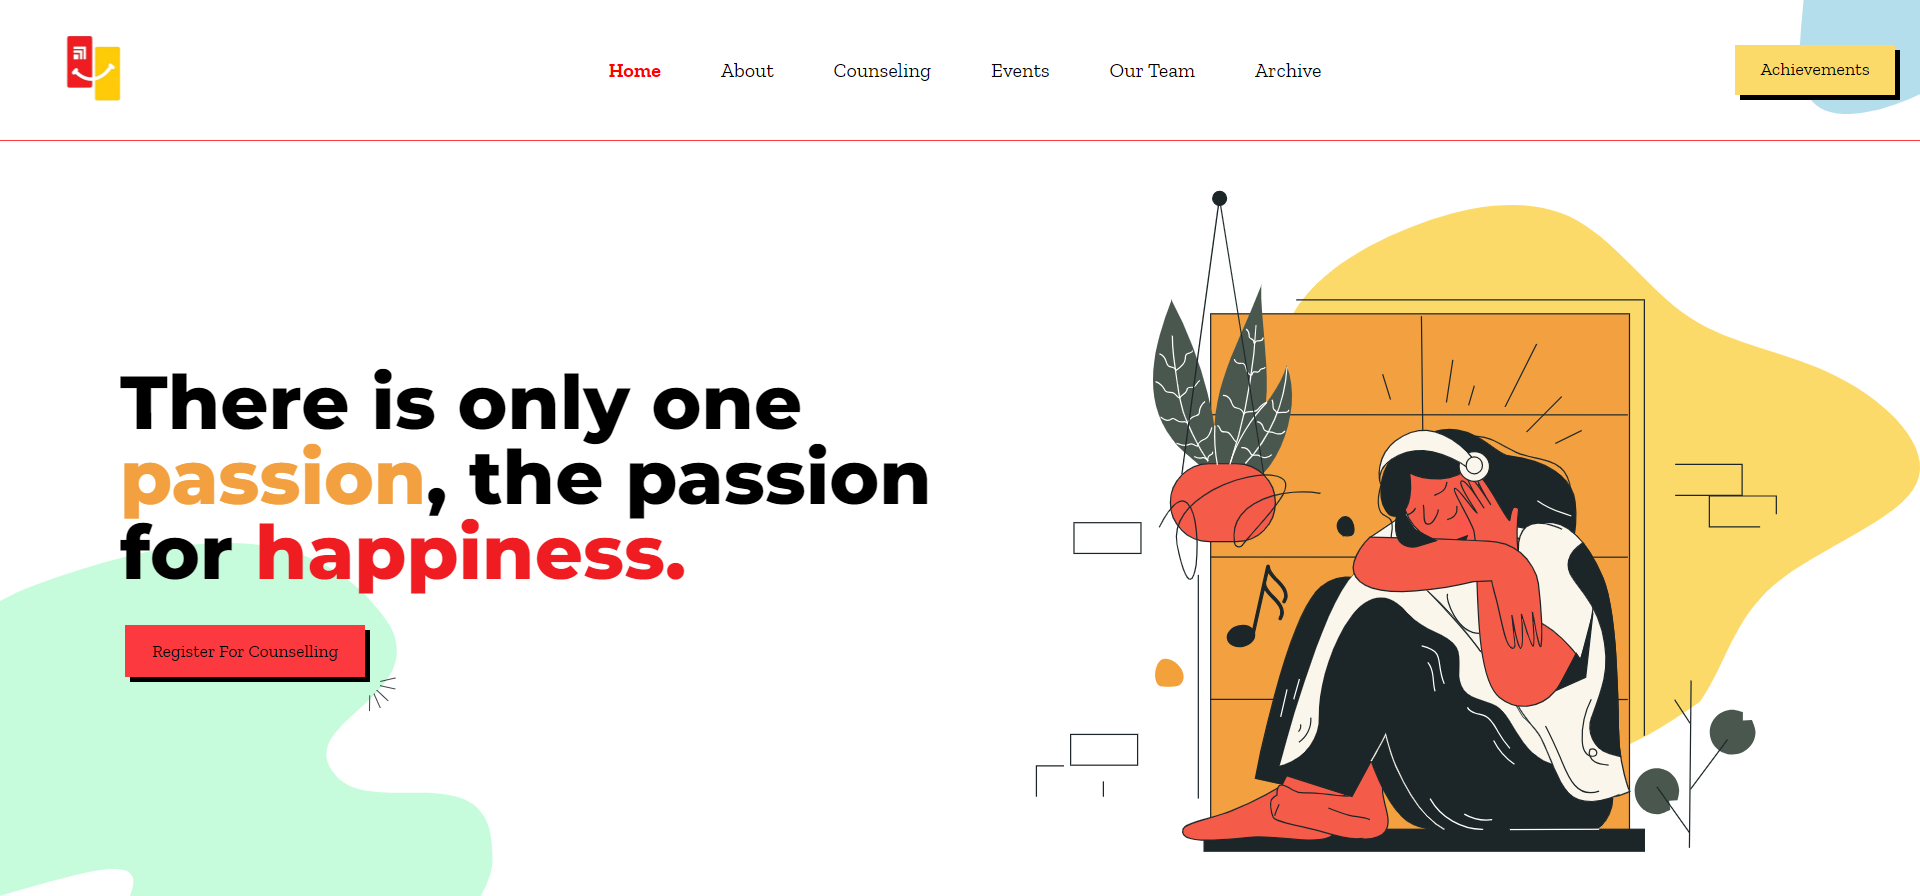 Home About Counseling Events Our Team Archive Achievements
There is only one
passion, the passion
for happiness.
Register For Counselling